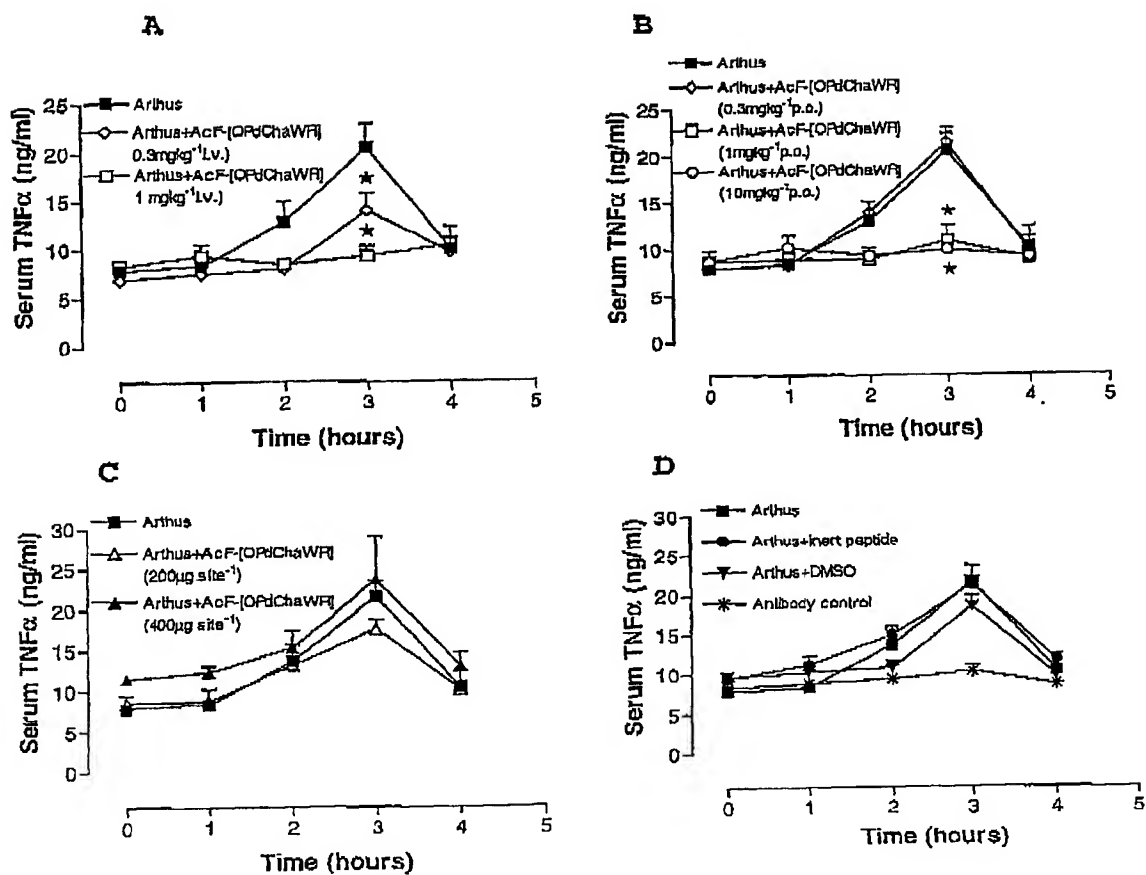 A
Arthus
Arthus+AcF-[OPdChaWR]
0.3mgkg⁻¹i.v.)
Arthus+AcF-[OPdChaWR]
1 mgkg⁻¹i.v.)
25
20
15
10
5
0
Serum TNFα (ng/ml)
★
★
0 1 2 3 4 5
Time (hours)
B
Arthus
Arthus+AcF-[OPdChaWR]
(0.3mgkg⁻¹p.o.)
Arthus+AcF-[OPdChaWR]
(1mgkg⁻¹p.o.)
Arthus+AcF-[OPdChaWR]
(10mgkg⁻¹p.o.)
25
20
15
10
5
0
Serum TNFα (ng/ml)
★
★
0 1 2 3 4 5
Time (hours)
C
Arthus
Arthus+AcF-[OPdChaWR]
(200µg site⁻¹)
Arthus+AcF-[OPdChaWR]
(400µg site⁻¹)
30
25
20
15
10
5
0
Serum TNFα (ng/ml)
0 1 2 3 4 5
Time (hours)
D
Arthus
Arthus+inert peptide
Arthus+DMSO
Antibody control
30
25
20
15
10
5
0
Serum TNFα (ng/ml)
0 1 2 3 4 5
Time (hours)